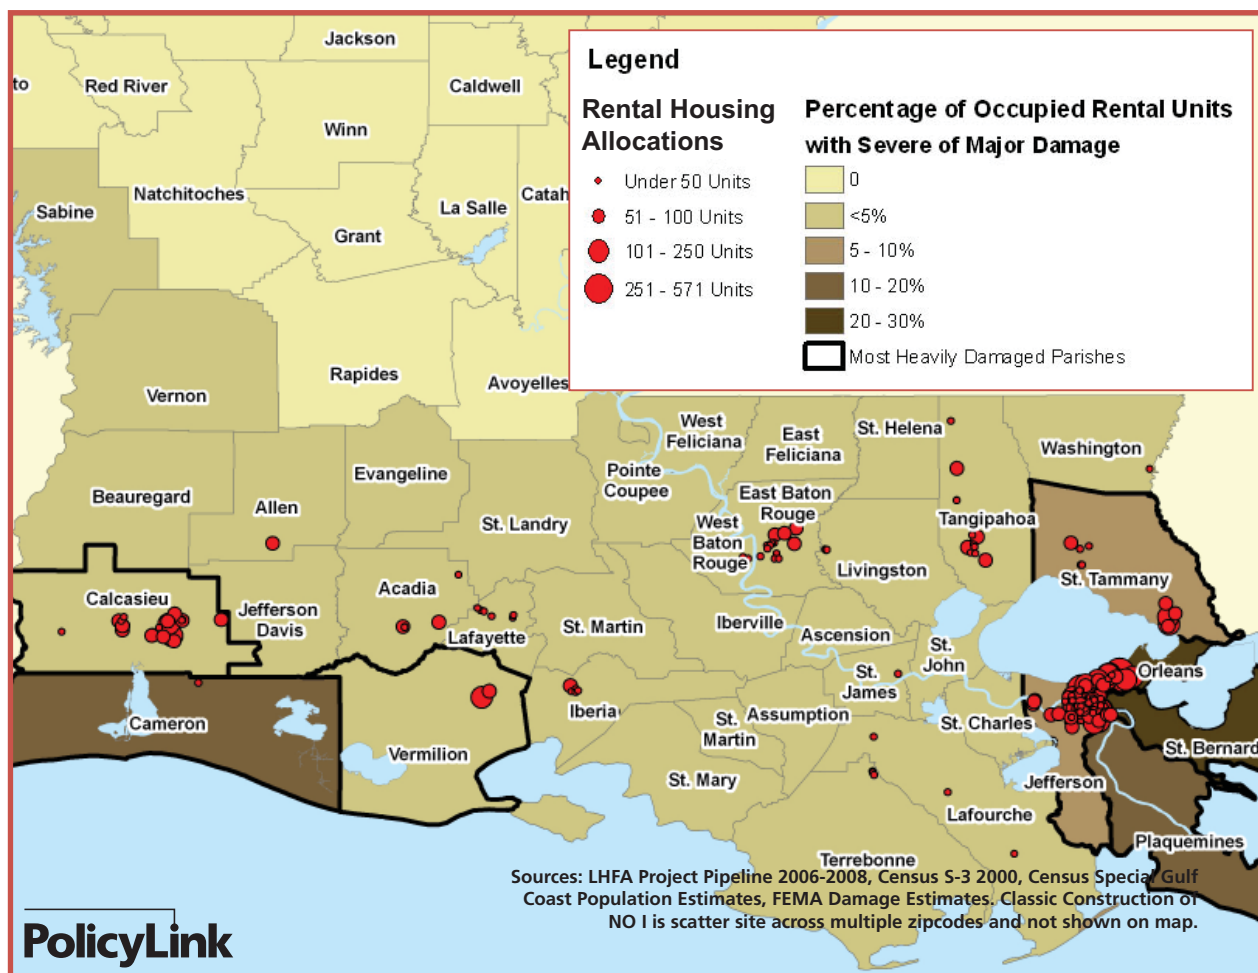 Jackson
to
Red River
Caldwell
Winn
Natchitoches
Catah
La Salle
Sabine
Grant
Rapides
Avoyelles
Vernon
Legend
Rental Housing
Allocations
Under 50 Units
51 - 100 Units
101 - 250 Units
251 - 571 Units
Percentage of Occupied Rental Units
with Severe of Major Damage
0
<5%
5 - 10%
10 - 20%
20 - 30%
Most Heavily Damaged Parishes
West
Feliciana
East
Feliciana
St. Helena
Washington
Beauregard
Allen
Evangeline
Pointe
Coupee
St. Landry
East Baton
Rouge
West
Baton
Rouge
Tangipahoa
Livingston
St. Tammany
Calcasieu
Jefferson
Davis
Acadia
Lafayette
St. Martin
Iberville
Ascension
St.
John
St.
James
Orleans
Cameron
Vermilion
Iberia
St.
Martin
Assumption
St. Charles
St. Bernard
St. Mary
Jefferson
Lafourche
Plaquemines
Terrebonne
Sources: LHFA Project Pipeline 2006-2008, Census S-3 2000, Census Special Gulf
Coast Population Estimates, FEMA Damage Estimates. Classic Construction of
NO I is scatter site across multiple zipcodes and not shown on map.
PolicyLink